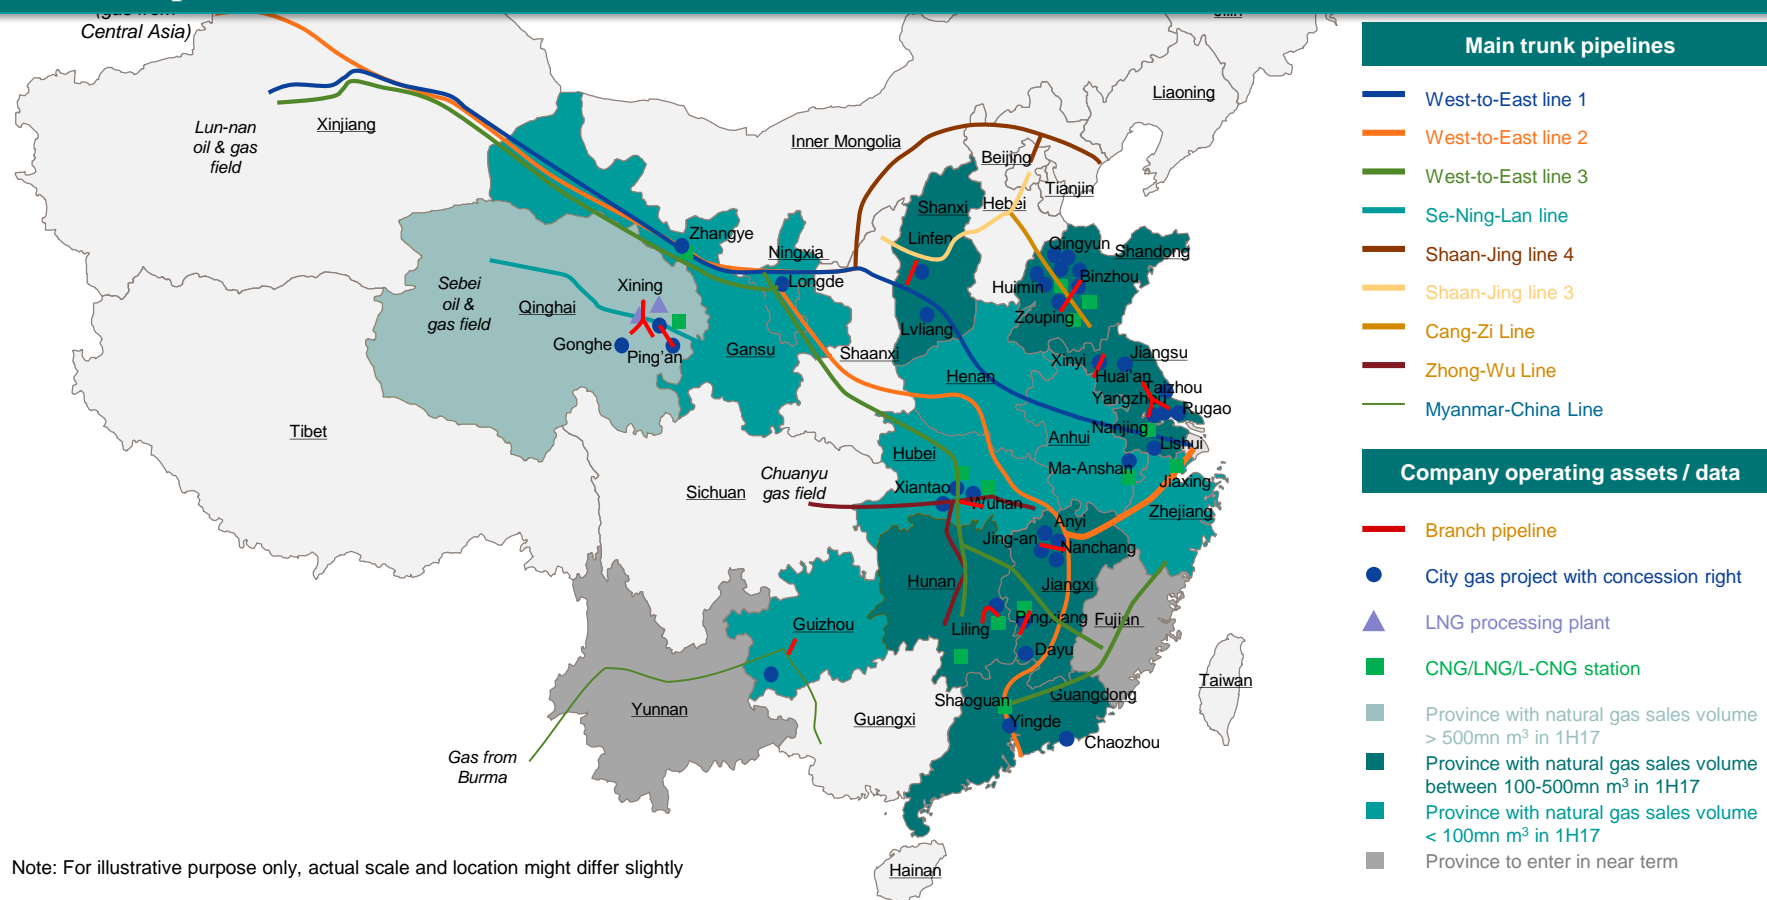 (gas from
Central Asia)
Jilin
Liaoning
Lun-nan
oil & gas
field
Xinjiang
Inner Mongolia
Beijing
Tianjin
Hebei
Shanxi
Linfen
Zhangye
Ningxia
Longde
Qingyun
Shandong
Binzhou
Huimin
Zouping
Sebei
oil &
gas field
Qinghai
Xining
Gonghe
Ping'an
Gansu
Shaanxi
Lvliang
Henan
Xinyi
Jiangsu
Huai'an
Taizhou
Yangzhou
Rugao
Nanjing
Lishui
Anhui
Ma-Anshan
Jiaxing
Zhejiang
Tibet
Sichuan
Chuanyu
gas field
Hubei
Xiantao
Wuhan
Anyi
Jing-an
Nanchang
Jiangxi
Hunan
Liling
Pingxiang
Fujian
Dayu
Guizhou
Yunnan
Guangxi
Shaoguan
Guangdong
Yingde
Chaozhou
Taiwan
Gas from
Burma
Hainan
Note: For illustrative purpose only, actual scale and location might differ slightly
Main trunk pipelines
West-to-East line 1
West-to-East line 2
West-to-East line 3
Se-Ning-Lan line
Shaan-Jing line 4
Shaan-Jing line 3
Cang-Zi Line
Zhong-Wu Line
Myanmar-China Line
Company operating assets / data
Branch pipeline
City gas project with concession right
LNG processing plant
CNG/LNG/L-CNG station
Province with natural gas sales volume
> 500mn m³ in 1H17
Province with natural gas sales volume
between 100-500mn m³ in 1H17
Province with natural gas sales volume
< 100mn m³ in 1H17
Province to enter in near term